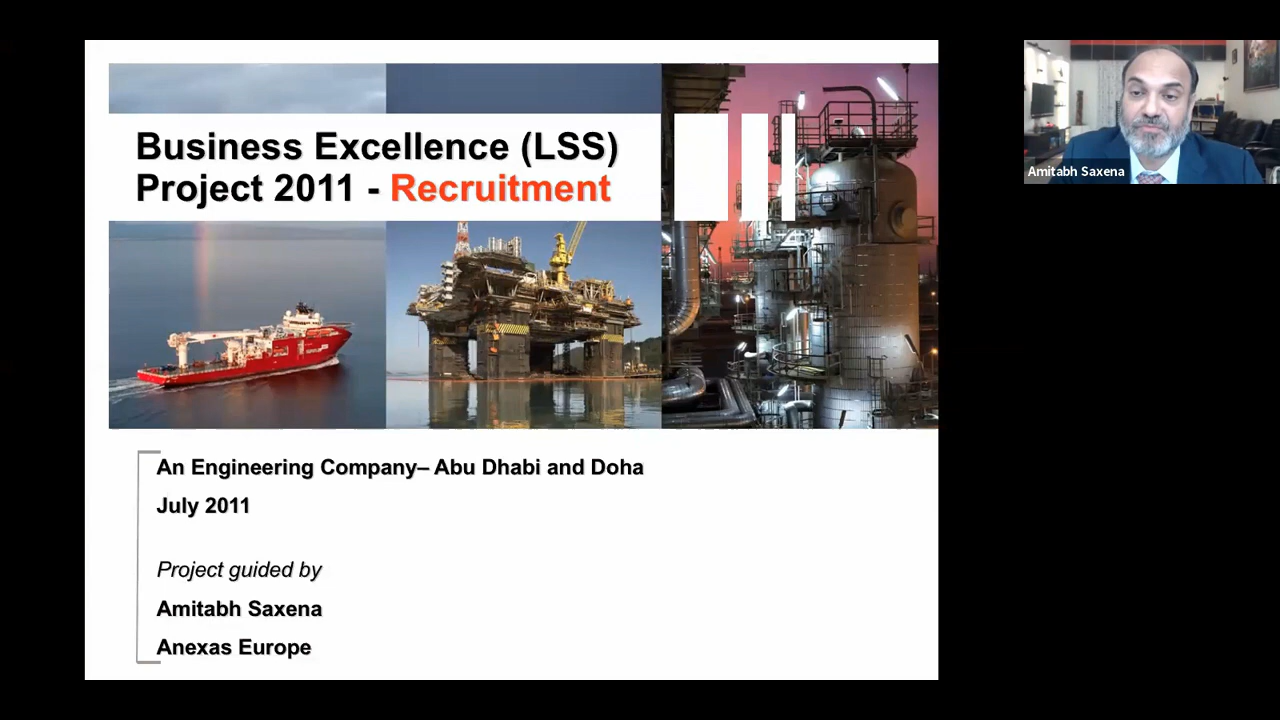 Business Excellence (LSS)
Project 2011 - Recruitment
An Engineering Company– Abu Dhabi and Doha
July 2011
Project guided by
Amitabh Saxena
Anexas Europe
Amitabh Saxena